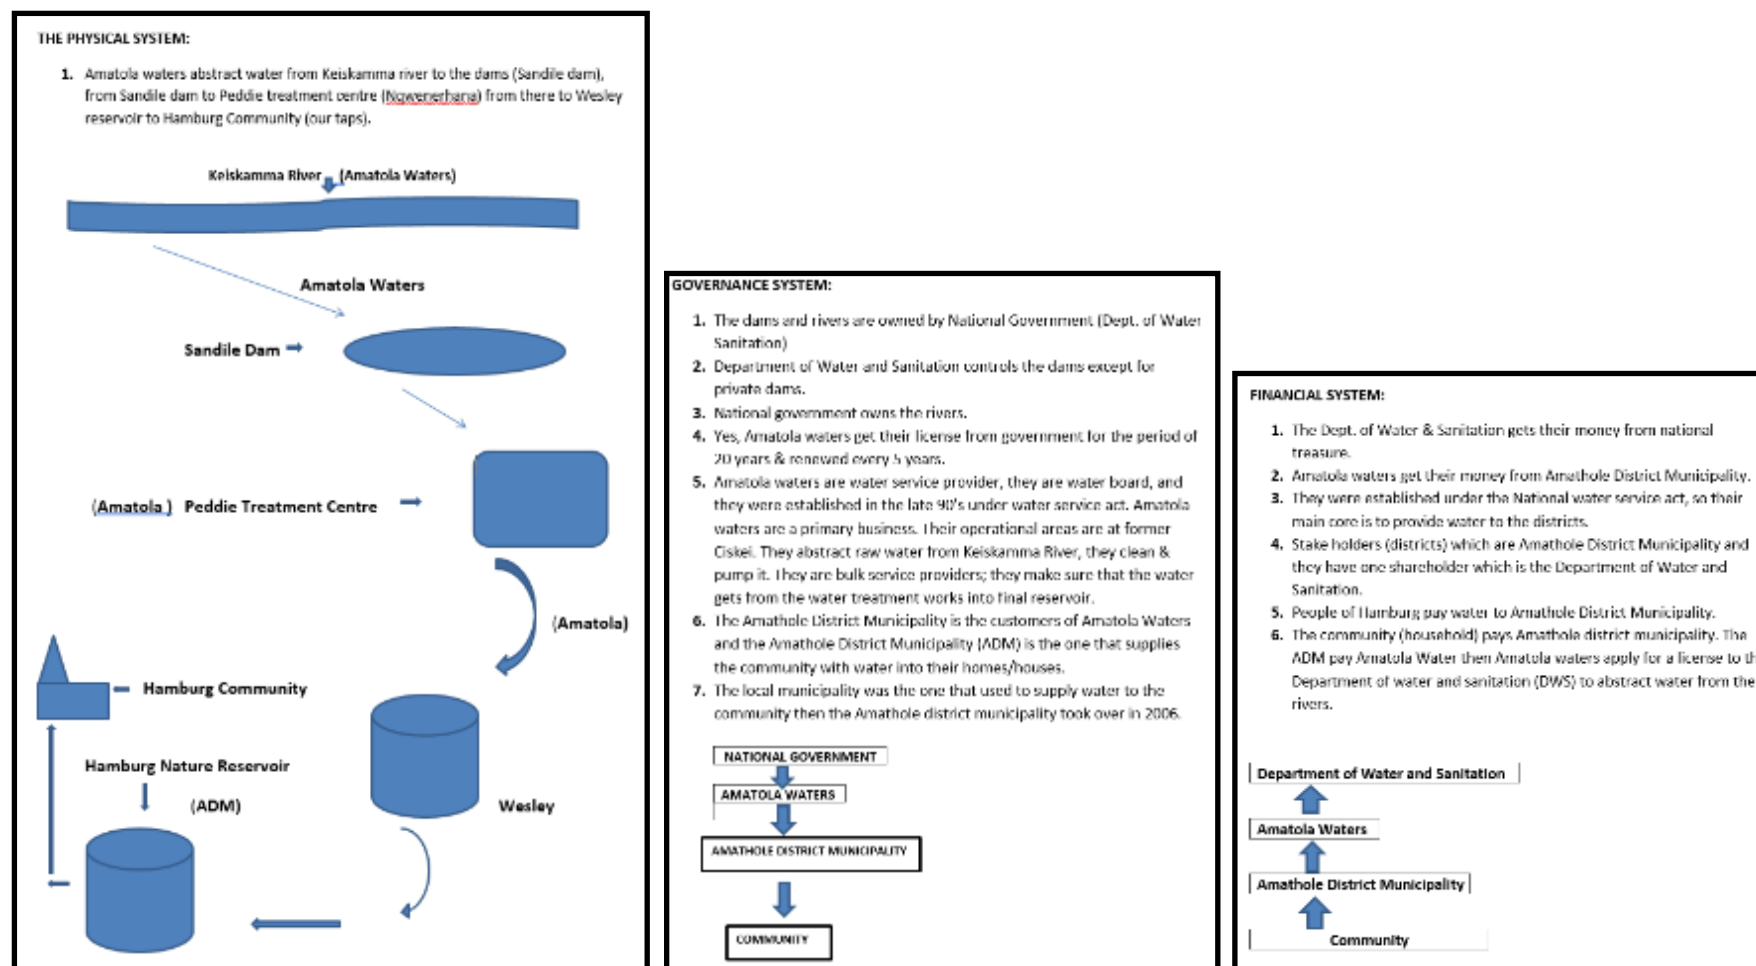 THE PHYSICAL SYSTEM:
1. Amatola waters abstract water from Keiskamma river to the dams (Sandile dam),
from Sandile dam to Peddie treatment centre (Ngwenerhana) from there to Wesley
reservoir to Hamburg Community (our taps).
Keiskamma River (Amatola Waters)
Amatola Waters
Sandile Dam
(Amatola ) Peddie Treatment Centre
(Amatola)
Hamburg Community
Hamburg Nature Reservoir
(ADM)
Wesley
GOVERNANCE SYSTEM:
1. The dams and rivers are owned by National Government (Dept. of Water
Sanitation)
2. Department of Water and Sanitation controls the dams except for
private dams.
3. National government owns the rivers.
4. Yes, Amatola waters get their license from government for the period of
20 years & renewed every 5 years.
5. Amatola waters are water service provider, they are water board, and
they were established in the late 90's under water service act. Amatola
waters are a primary business. Their operational areas are at former
Ciskei. They abstract raw water from Keiskamma River, they clean &
pump it. They are bulk service providers; they make sure that the water
gets from the water treatment works into final reservoir.
6. The Amathole District Municipality is the customers of Amatola Waters
and the Amathole District Municipality (ADM) is the one that supplies
the community with water into their homes/houses.
7. The local municipality was the one that used to supply water to the
community then the Amathole district municipality took over in 2006.
NATIONAL GOVERNMENT
AMATOLA WATERS
AMATHOLE DISTRICT MUNICIPALITY
COMMUNITY
FINANCIAL SYSTEM:
1. The Dept. of Water & Sanitation gets their money from national
treasure.
2. Amatola waters get their money from Amathole District Municipality.
3. They were established under the National water service act, so their
main core is to provide water to the districts.
4. Stake holders (districts) which are Amathole District Municipality and
they have one shareholder which is the Department of Water and
Sanitation.
5. People of Hamburg pay water to Amathole District Municipality.
6. The community (household) pays Amathole district municipality. The
ADM pay Amatola Water then Amatola waters apply for a license to th
Department of water and sanitation (DWS) to abstract water from the
rivers.
Department of Water and Sanitation
Amatola Waters
Amathole District Municipality
Community